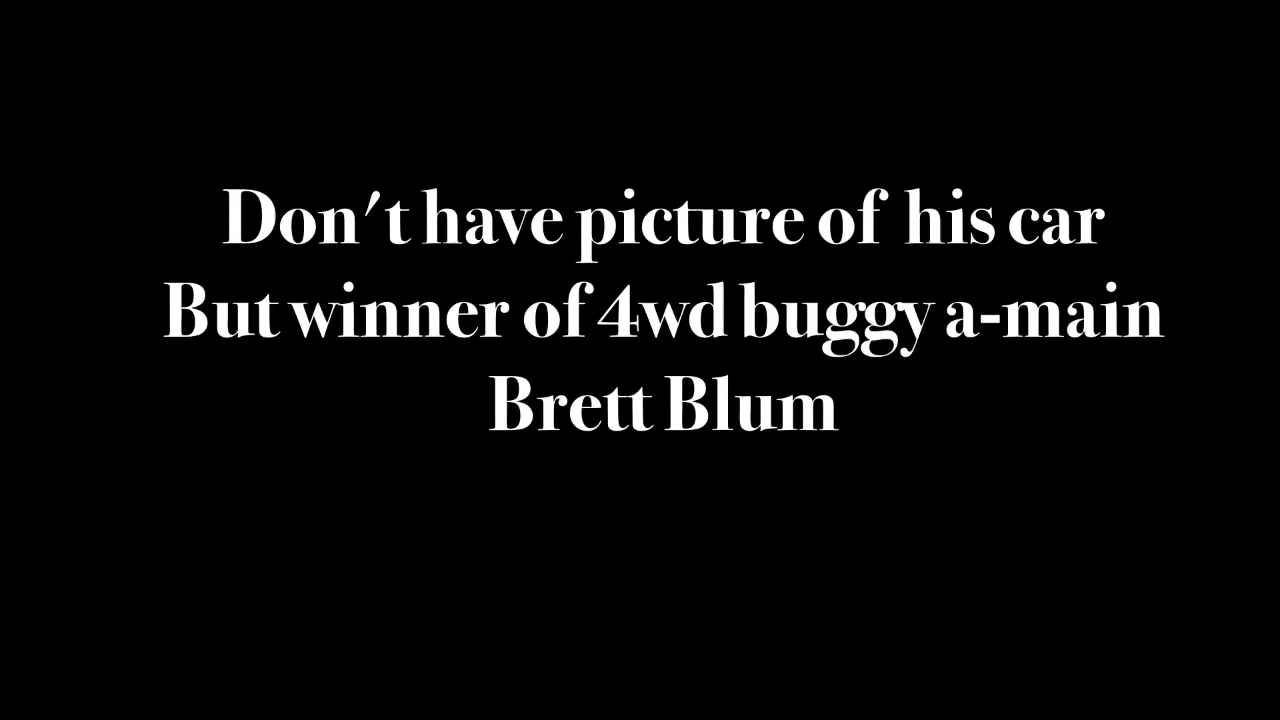 Don't have picture of his car
But winner of 4wd buggy a-main
Brett Blum